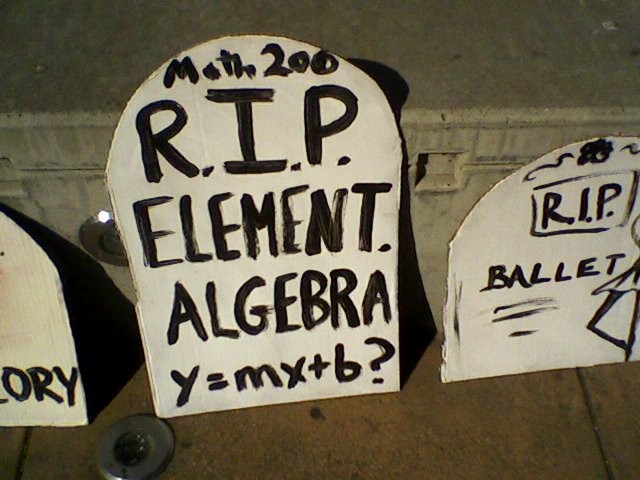 Math 200
R.I.P.
ELEMENT.
ALGEBRA
y=mx+b?
R.I.P.
BALLET
ORY